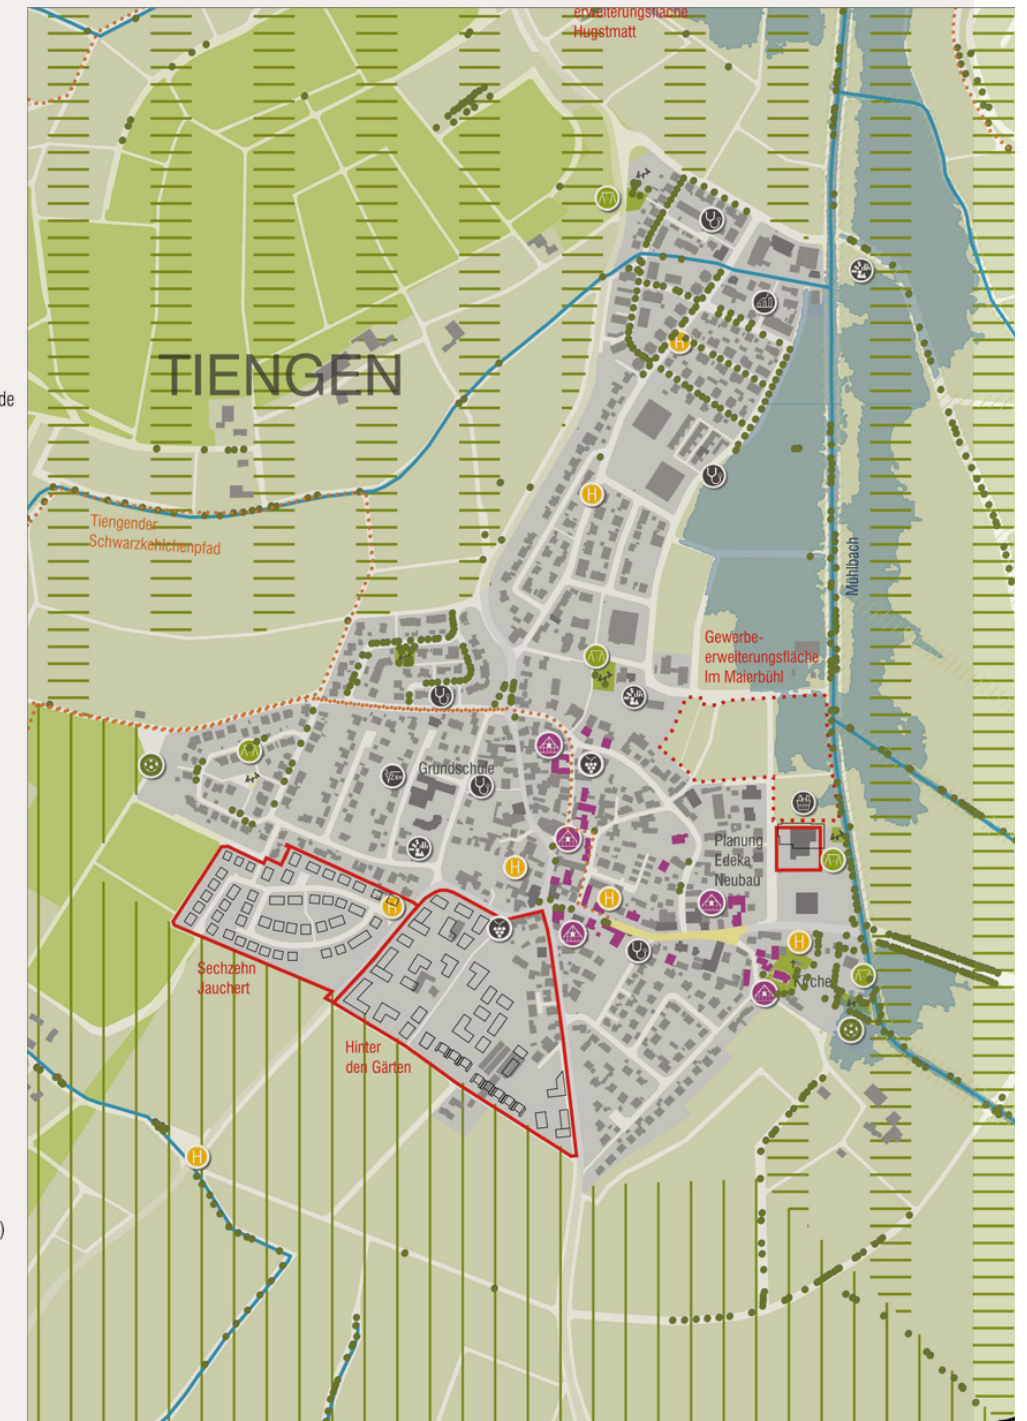 erweiterungsfläche
Hugstmatt
TIENGEN
de
Tiengender
Schwarzkehlchenpfad
Mühlbach
Gewerbe-
erweiterungsfläche
Im Maierbühl
Grundschule
Planung
Edeka
Neubau
Kirche
Sechzehn
Jauchert
Hinter
den Gärten
)
H
H
H
H
H
H
H